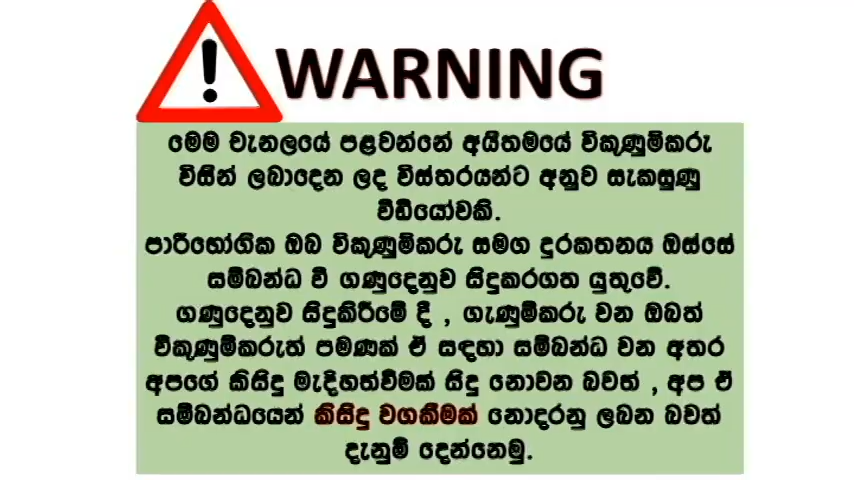 WARNING
මෙම චැනලයේ පළවන්නේ අයිතමයේ විකුණුම්කරු
විසින් ලබාදෙන ලද විස්තරයන්ට අනුව සැකසුණු
වීඩියෝවකි.
පාරිභෝගික ඔබ විකුණුම්කරු සමග දුරකතනය ඔස්සේ
සම්බන්ධ වී ගණුදෙනුව සිදුකරගත යුතුවේ.
ගණුදෙනුව සිදුකිරීමේ දී , ගැණුම්කරු වන ඔබත්
විකුණුම්කරුත් පමණක් ඒ සඳහා සම්බන්ධ වන අතර
අපගේ කිසිදු මැදිහත්වීමක් සිදු නොවන බවත් , අප ඒ
සම්බන්ධයෙන් කිසිදු වගකීමක් නොදරනු ලබන බවත්
දැනුම් දෙන්නෙමු.